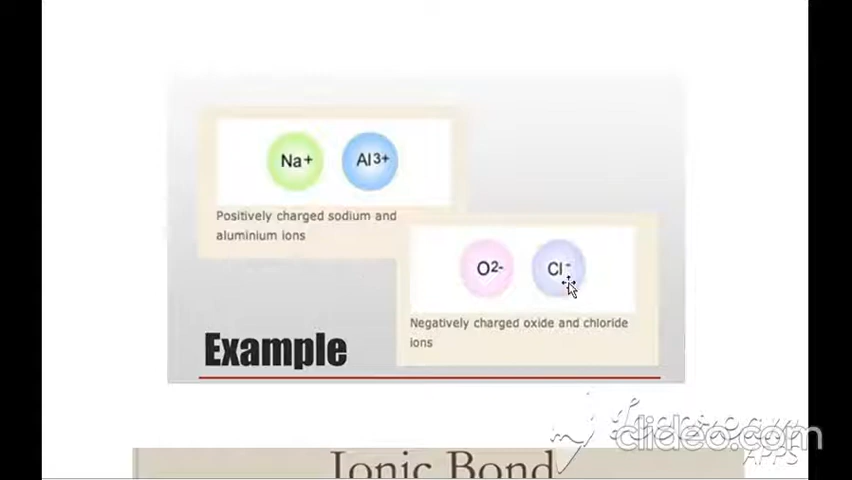 Na+ Al3+
Positively charged sodium and
aluminium ions
O2- Cl-
Negatively charged oxide and chloride
ions
Example
clideo.com
APPS
Ionic Bond